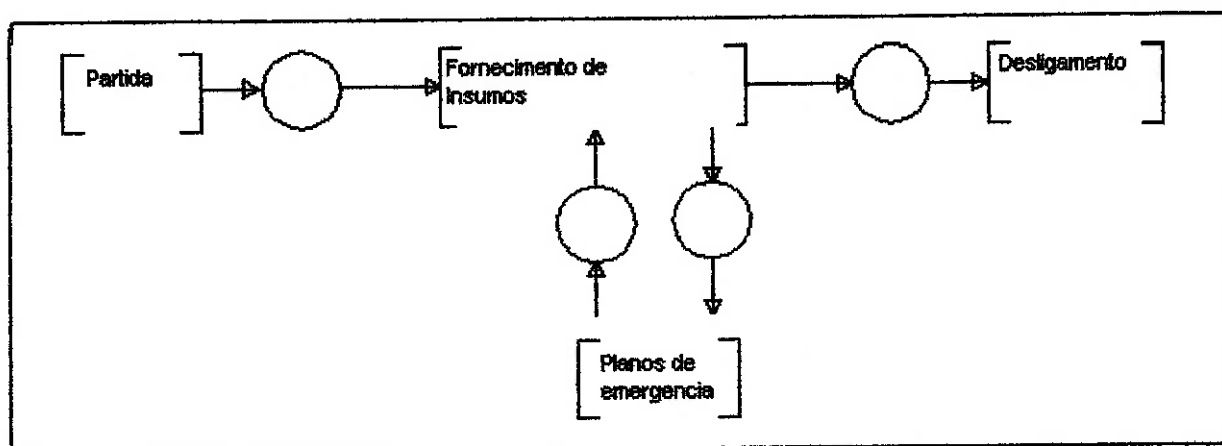 Partida
Fornecimento de
Insumos
Desligamento
Planos de
emergencia